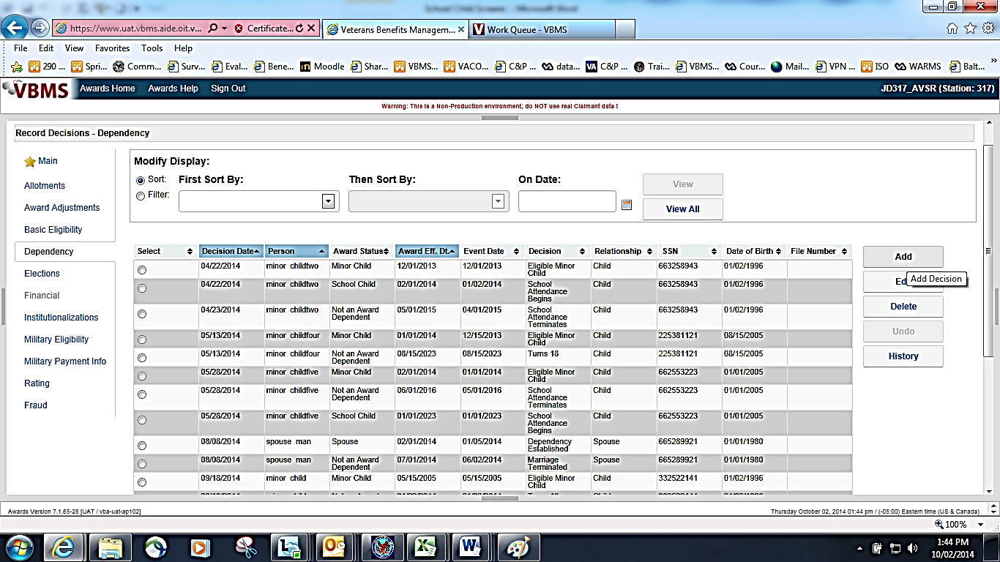 School Child Screens - Microsoft Word
https://www.uat.vbms.aide.oit.v... Certificate... Veterans Benefits Managem... Work Queue - VBMS
File Edit View Favorites Tools Help
290 ... Spri... Comm... Surv... Eval... Bene... Moodle Shar... VBMS... VACO... C&P ... data... C&P ... Trai... VBMS... Cour... Mail... VPN ... ISO WARMS Balt...
VBMS Awards Home Awards Help Sign Out JD317_AVSR (Station: 317)
Warning: This is a Non-Production environment; do NOT use real Claimant data !
Record Decisions - Dependency
Main
Allotments
Award Adjustments
Basic Eligibility
Dependency
Elections
Financial
Institutionalizations
Military Eligibility
Military Payment Info
Rating
Fraud
Modify Display:
Sort: First Sort By: Then Sort By: On Date: View
Filter: View All
Select Decision Date Person Award Status Award Eff. Dt. Event Date Decision Relationship SSN Date of Birth File Number
04/22/2014 minor childtwo Minor Child 12/01/2013 12/01/2013 Eligible Minor Child Child 663258943 01/02/1996
04/22/2014 minor childtwo School Child 02/01/2014 01/02/2014 School Attendance Begins Child 663258943 01/02/1996
04/23/2014 minor childtwo Not an Award Dependent 05/01/2015 04/01/2015 School Attendance Terminates Child 663258943 01/02/1996
05/13/2014 minor childfour Minor Child 01/01/2014 12/15/2013 Eligible Minor Child Child 225381121 08/15/2005
05/13/2014 minor childfour Not an Award Dependent 08/15/2023 08/15/2023 Turns 18 Child 225381121 08/15/2005
05/28/2014 minor childfive Minor Child 02/01/2014 01/01/2014 Eligible Minor Child Child 662553223 01/01/2005
05/28/2014 minor childfive Not an Award Dependent 06/01/2016 05/01/2016 School Attendance Terminates Child 662553223 01/01/2005
05/28/2014 minor childfive School Child 01/01/2023 01/01/2023 School Attendance Begins Child 662553223 01/01/2005
08/08/2014 spouse man Spouse 02/01/2014 01/05/2014 Dependency Established Spouse 665289921 01/01/1980
08/08/2014 spouse man Not an Award Dependent 07/01/2014 06/02/2014 Marriage Terminated Spouse 665289921 01/01/1980
09/18/2014 minor child Minor Child 05/15/2005 05/15/2005 Eligible Minor Child Child 332522141 01/02/1996
Add
Ed
Add Decision
Delete
Undo
History
Awards Version 7.1.65-28 [UAT / vba-uat-ap102] Thursday October 02, 2014 01:44 pm / (-05:00) Eastern time (US & Canada)
100%
1:44 PM
10/02/2014